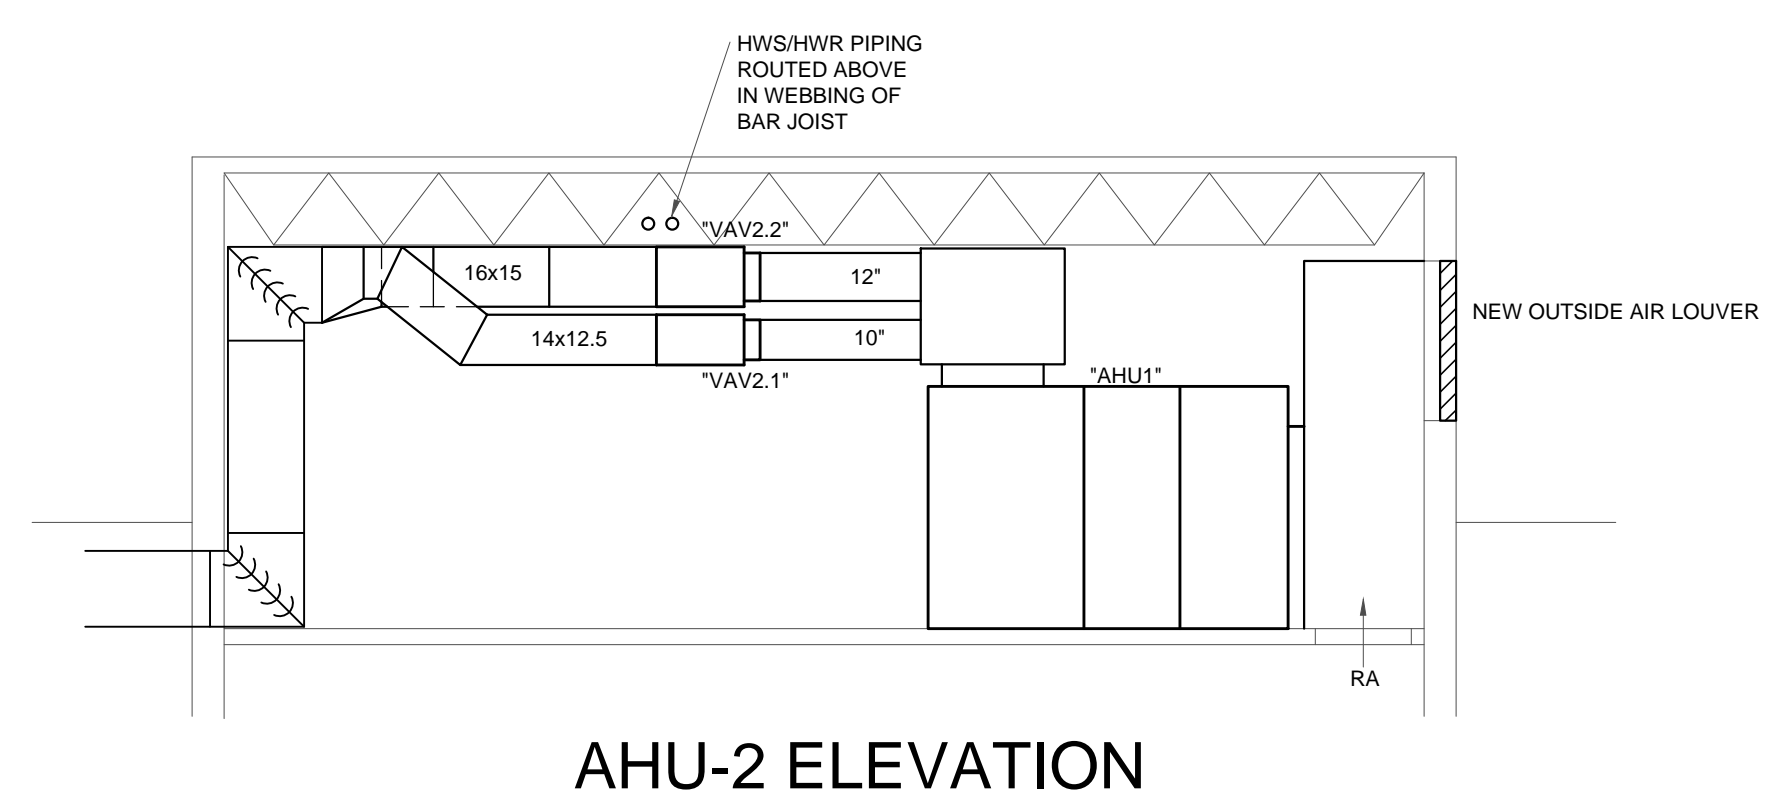 HWS/HWR PIPING
ROUTED ABOVE
IN WEBBING OF
BAR JOIST
"VAV2.2"
16x15
12"
NEW OUTSIDE AIR LOUVER
14x12.5
10"
"VAV2.1"
"AHU1"
RA
AHU-2 ELEVATION